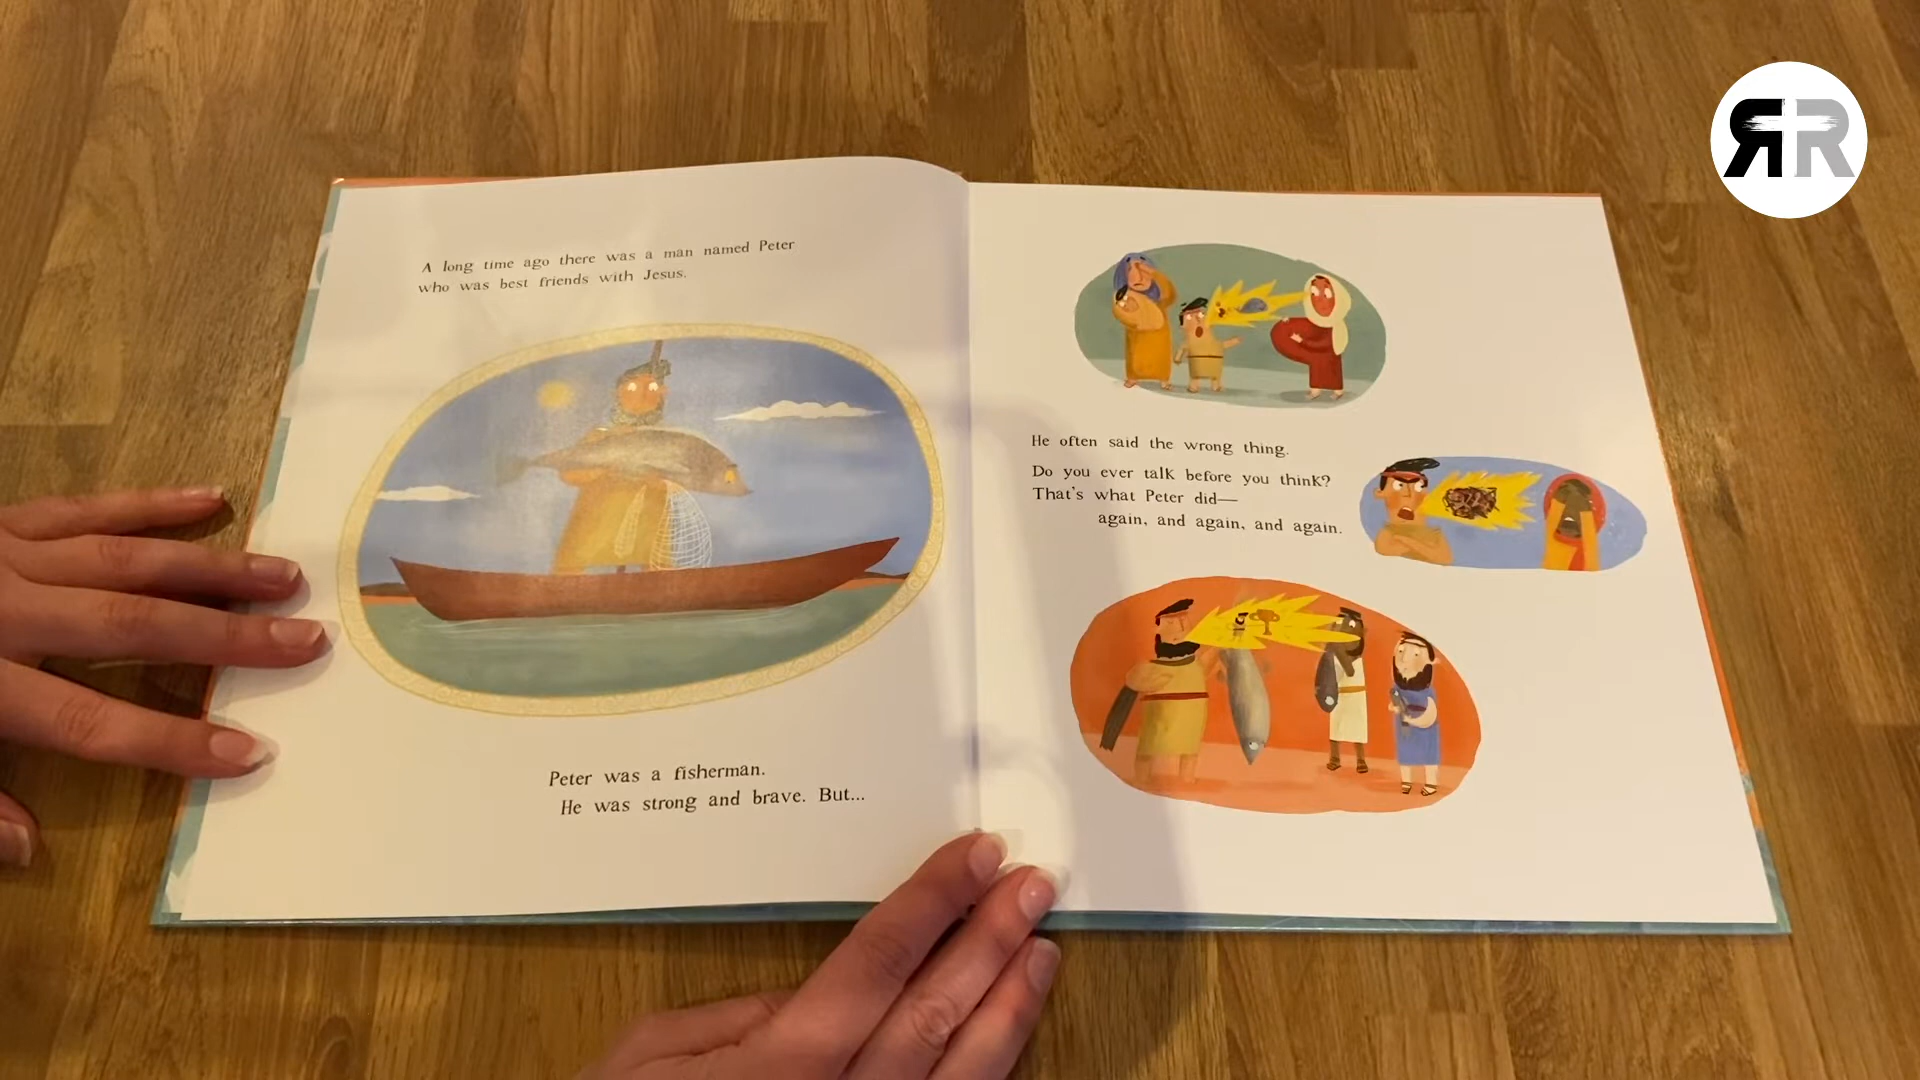 A long time ago there was a man named Peter
who was best friends with Jesus.
Peter was a fisherman.
He was strong and brave. But...
He often said the wrong thing.
Do you ever talk before you think?
That's what Peter did—
again, and again, and again.
RR